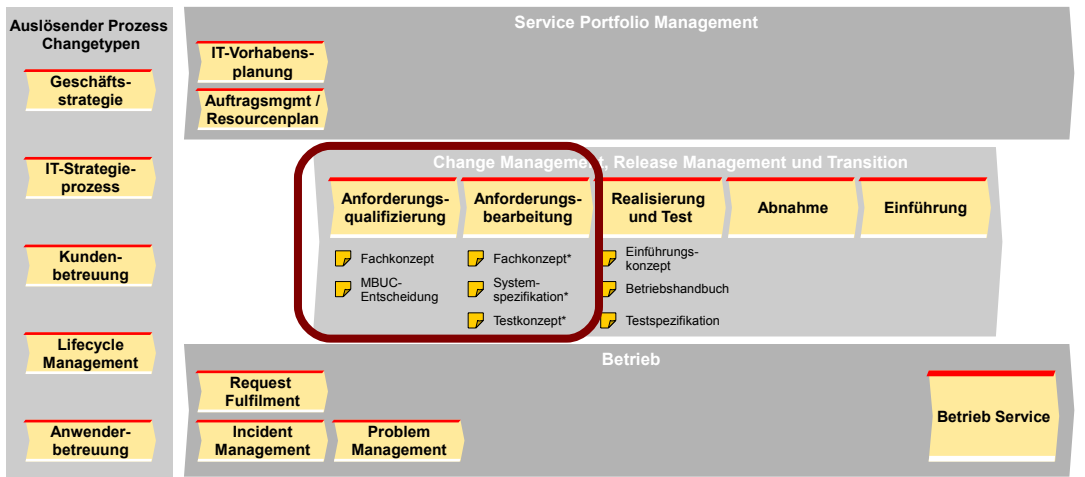 Auslösender Prozess
Changetypen
Geschäfts-
strategie
IT-Strategie-
prozess
Kunden-
betreuung
Lifecycle
Management
Anwender-
betreuung
Service Portfolio Management
IT-Vorhabens-
planung
Auftragsmgmt /
Resourcenplan
Change Management, Release Management und Transition
Anforderungs-
qualifizierung
Fachkonzept
MBUC-
Entscheidung
Anforderungs-
bearbeitung
Fachkonzept*
System-
spezifikation*
Testkonzept*
Realisierung
und Test
Einführungs-
konzept
Betriebshandbuch
Testspezifikation
Abnahme
Einführung
Betrieb
Request
Fulfilment
Incident
Management
Problem
Management
Betrieb Service